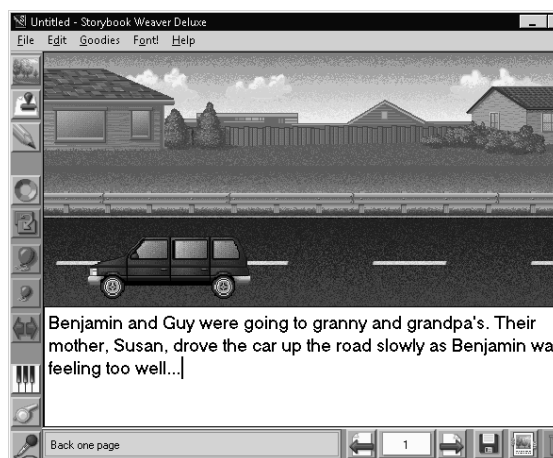 Untitled - Storybook Weaver Deluxe
File Edit Goodies Font! Help
Benjamin and Guy were going to granny and grandpa's. Their
mother, Susan, drove the car up the road slowly as Benjamin wa
feeling too well...
Back one page 1